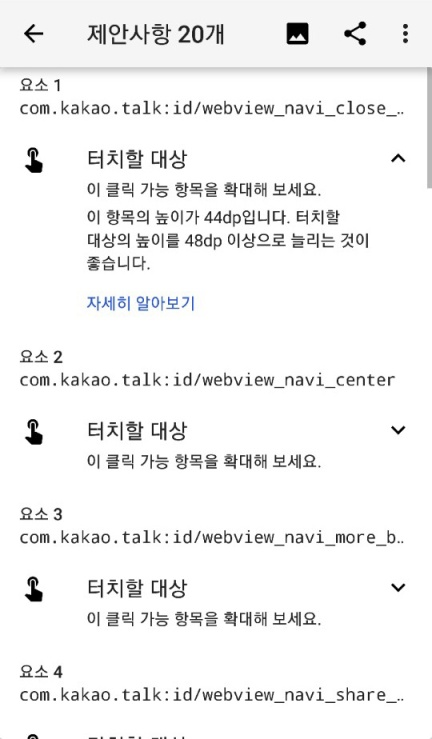 제안사항 20개
요소 1
com.kakao.talk:id/webview_navi_close_..
터치할 대상
이 클릭 가능 항목을 확대해 보세요.
이 항목의 높이가 44dp입니다. 터치할
대상의 높이를 48dp 이상으로 늘리는 것이
좋습니다.
자세히 알아보기
요소 2
com.kakao.talk:id/webview_navi_center
터치할 대상
이 클릭 가능 항목을 확대해 보세요.
요소 3
com.kakao.talk:id/webview_navi_more_b..
터치할 대상
이 클릭 가능 항목을 확대해 보세요.
요소 4
com.kakao.talk:id/webview_navi_share_..